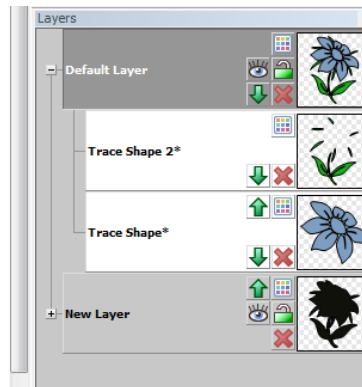 Layers
Default Layer
Trace Shape 2*
Trace Shape*
New Layer